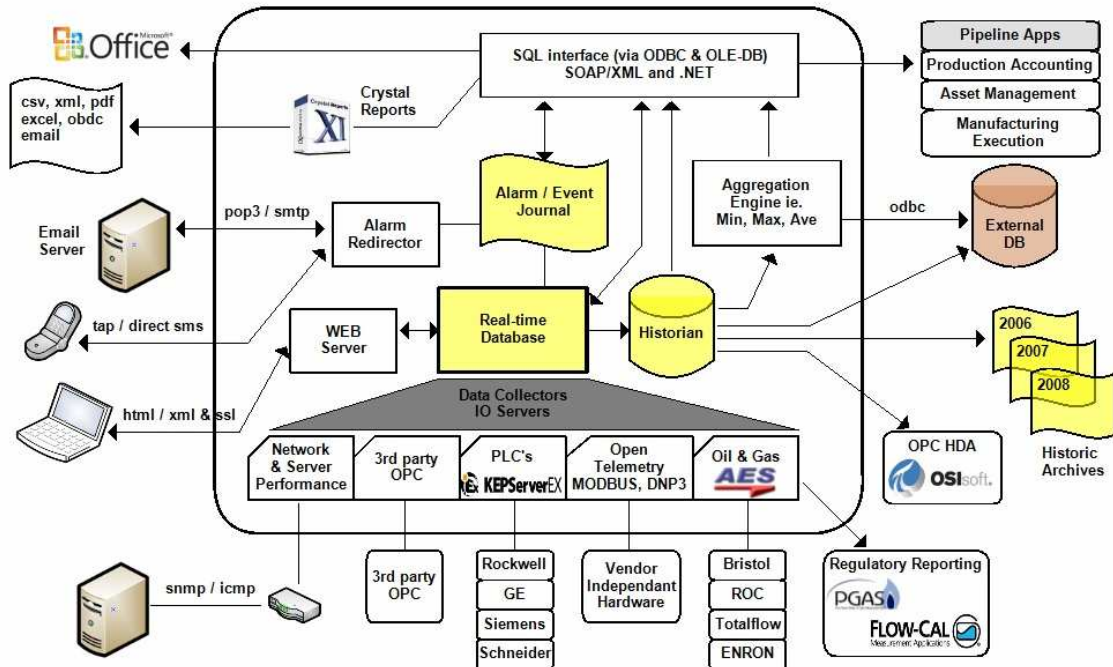 Microsoft®
Office
SQL interface (via ODBC & OLE-DB)
SOAP/XML and .NET
Pipeline Apps
Production Accounting
Asset Management
Manufacturing
Execution
csv, xml, pdf
excel, obdc
email
Crystal Reports
XI
Crystal
Reports
Alarm / Event
Journal
Aggregation
Engine ie.
Min, Max, Ave
odbc
External
DB
Email
Server
pop3 / smtp
Alarm
Redirector
tap / direct sms
WEB
Server
Real-time
Database
Historian
2006
2007
2008
Historic
Archives
html / xml & ssl
Data Collectors
IO Servers
Network
& Server
Performance
3rd party
OPC
PLC's
KEPServerEX
Open
Telemetry
MODBUS, DNP3
Oil & Gas
AES
OPC HDA
OSIsoft.
snmp / icmp
3rd party
OPC
Rockwell
GE
Siemens
Schneider
Vendor
Independant
Hardware
Bristol
ROC
Totalflow
ENRON
Regulatory Reporting
PGAS
FLOW-CAL
Measurement Applications